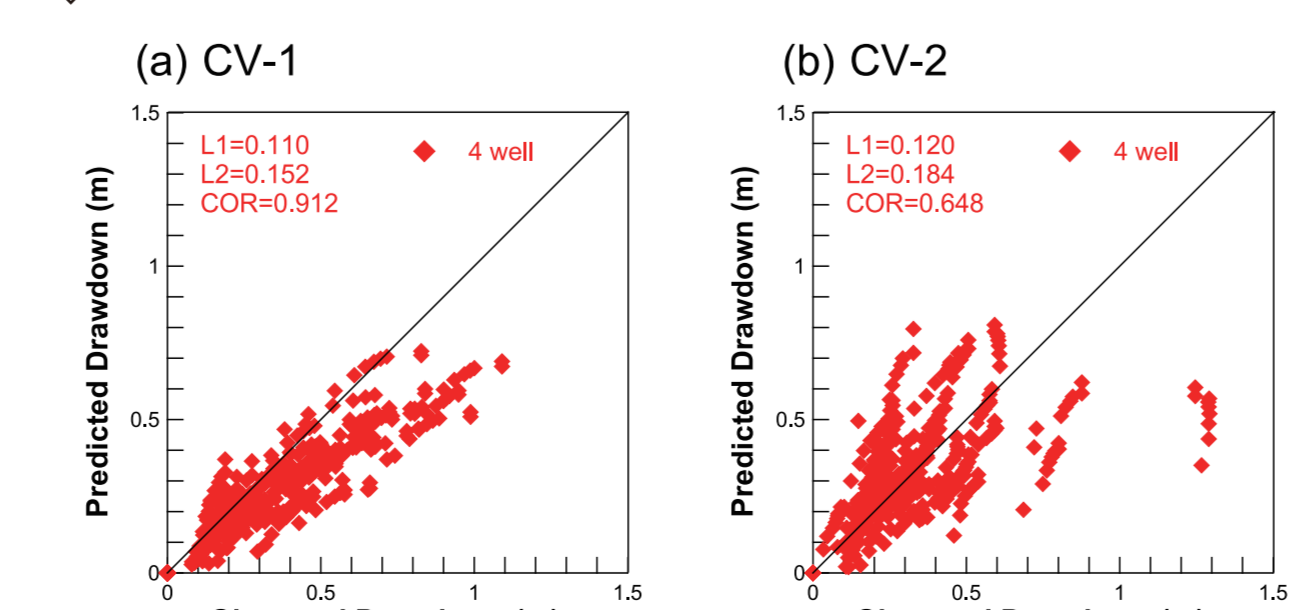 (a) CV-1
1.5
L1=0.110
L2=0.152
COR=0.912
4 well
Predicted Drawdown (m)
1
0.5
0
0
0.5
1
1.5
(b) CV-2
1.5
L1=0.120
L2=0.184
COR=0.648
4 well
Predicted Drawdown (m)
1
0.5
0
0
0.5
1
1.5